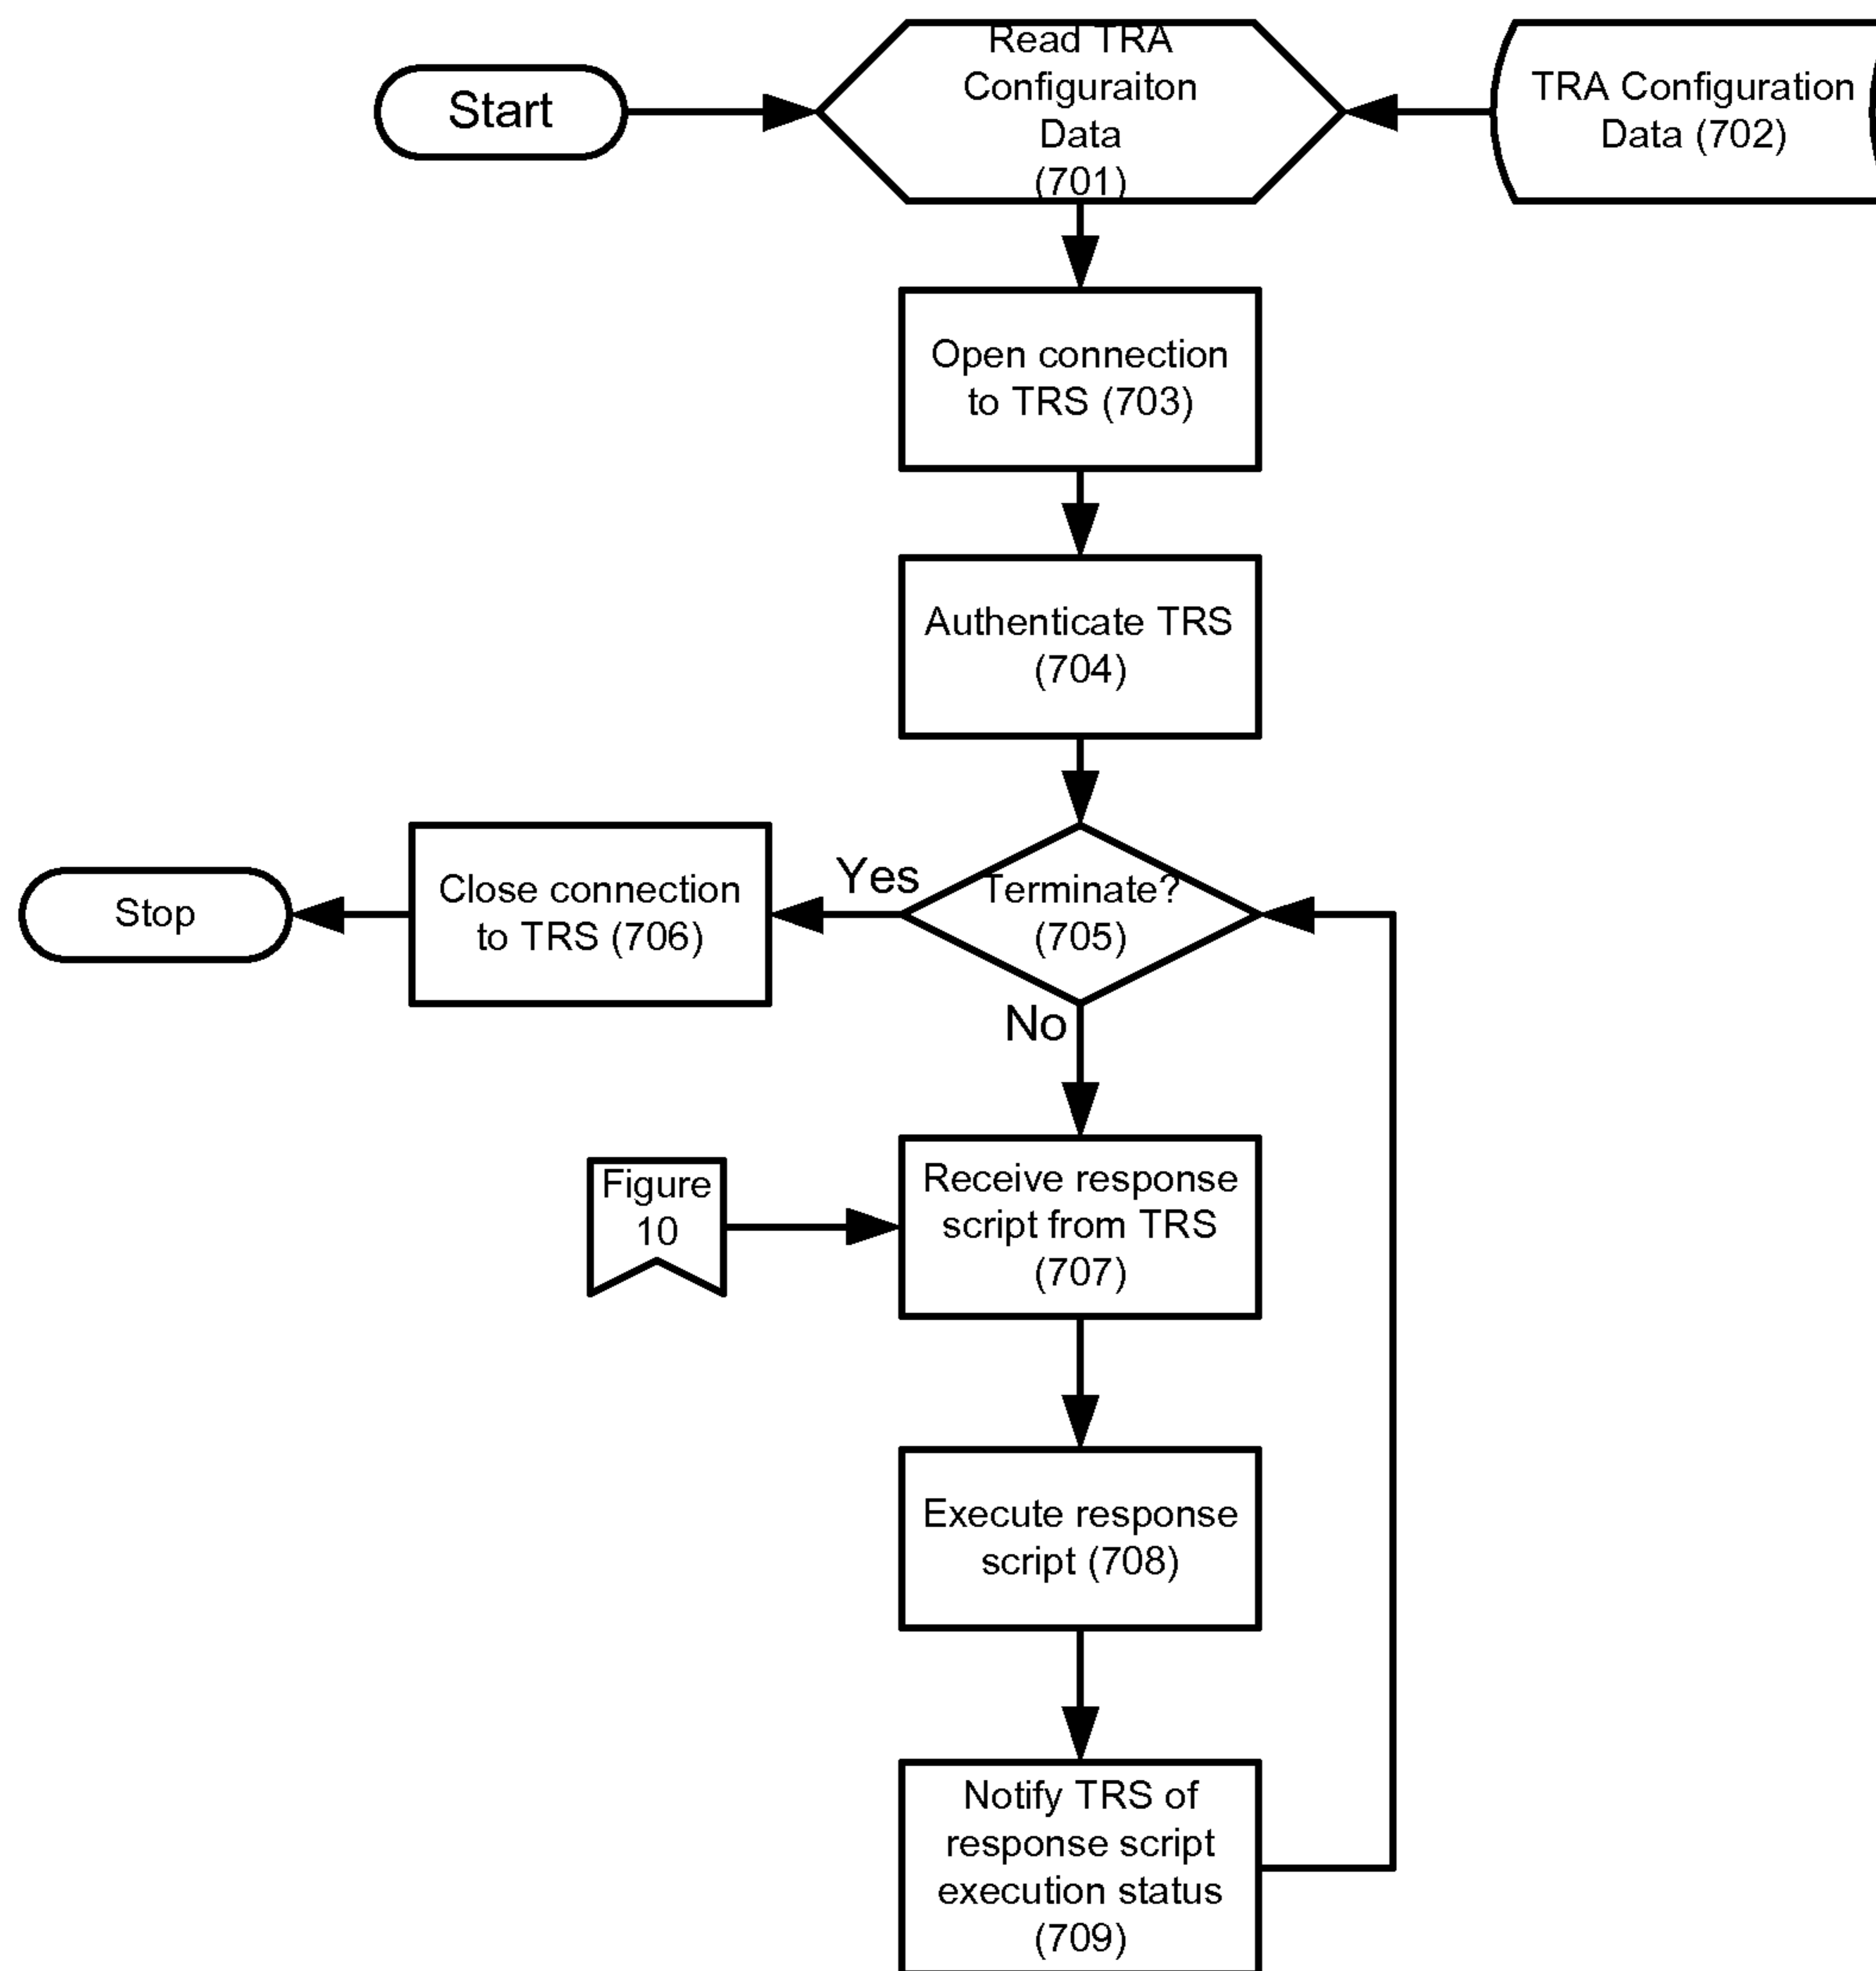 Start
Read TRA
Configuraiton
Data
(701)
TRA Configuration
Data (702)
Open connection
to TRS (703)
Authenticate TRS
(704)
Terminate?
(705)
Yes
Close connection
to TRS (706)
Stop
No
Figure
10
Receive response
script from TRS
(707)
Execute response
script (708)
Notify TRS of
response script
execution status
(709)